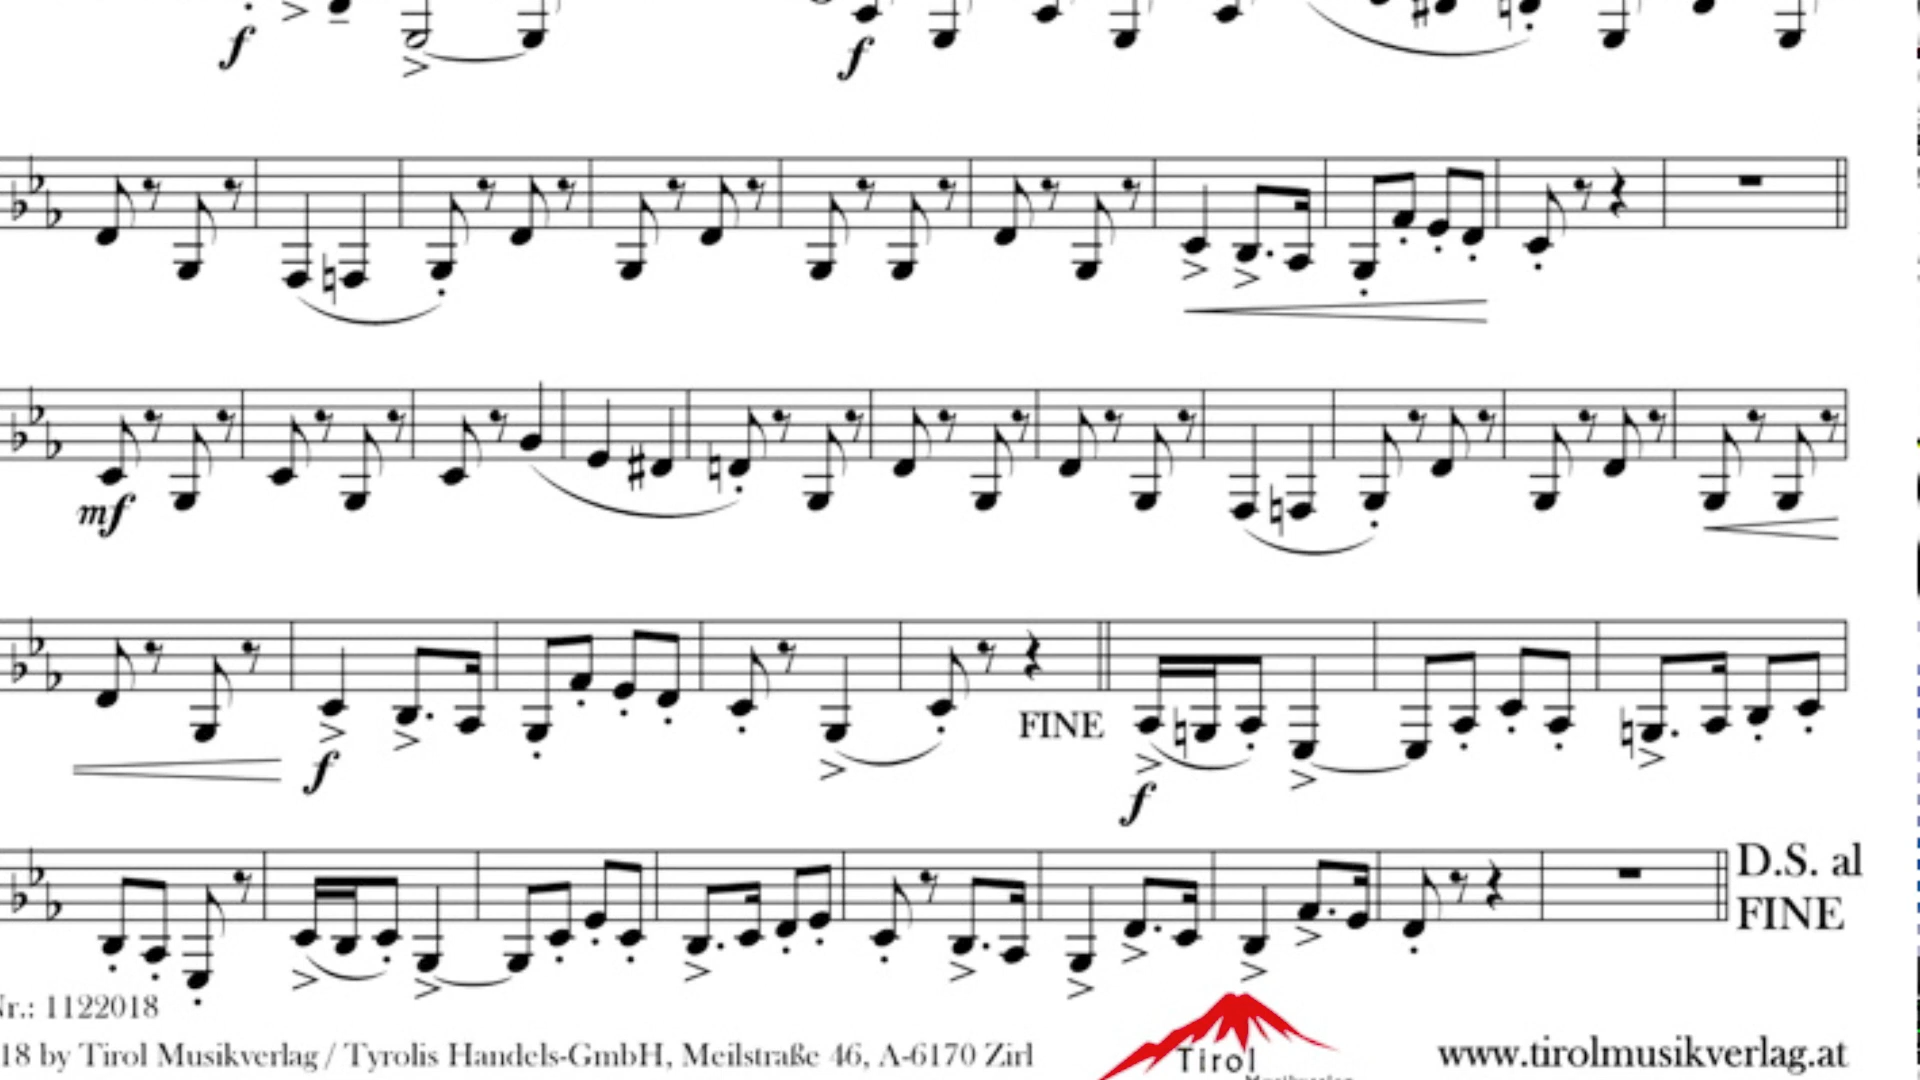 f f
mf
f FINE f
D.S. al
FINE
Nr.: 1122018
18 by Tirol Musikverlag / Tyrolis Handels-GmbH, Meilstraße 46, A-6170 Zirl
Tirol
www.tirolmusikverlag.at